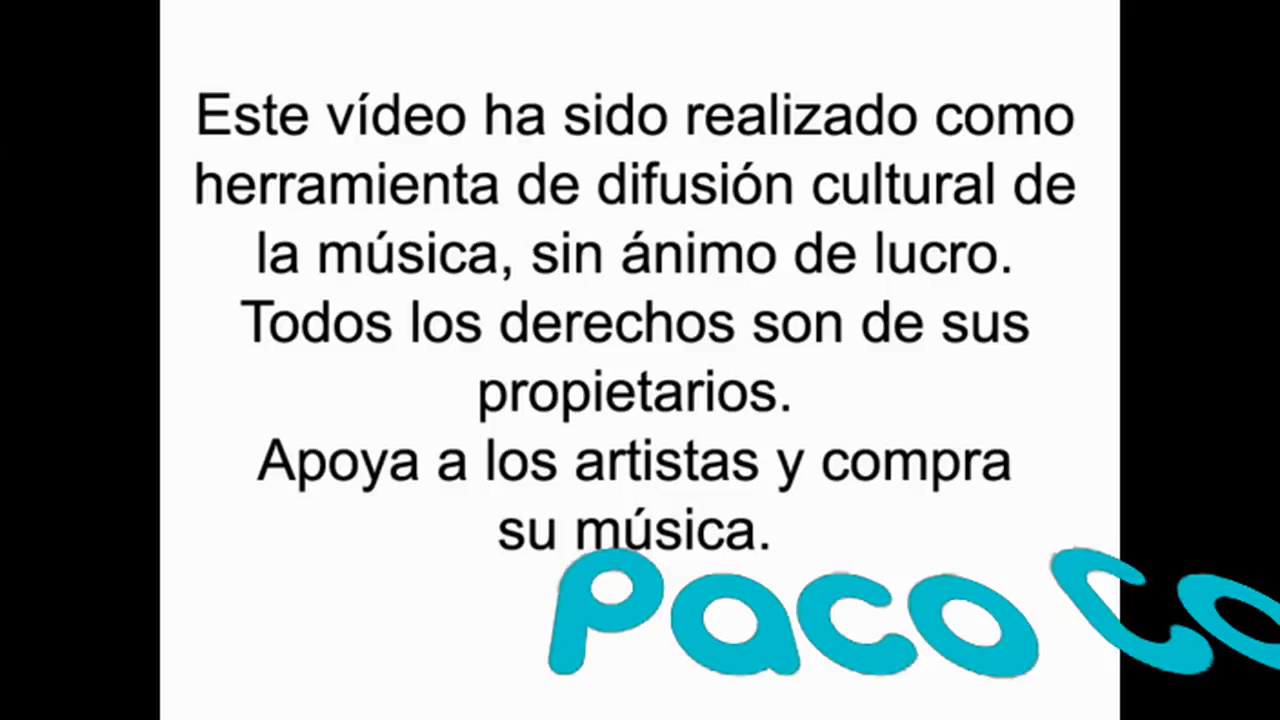 Este vídeo ha sido realizado como
herramienta de difusión cultural de
la música, sin ánimo de lucro.
Todos los derechos son de sus
propietarios.
Apoya a los artistas y compra
su música.
Paco